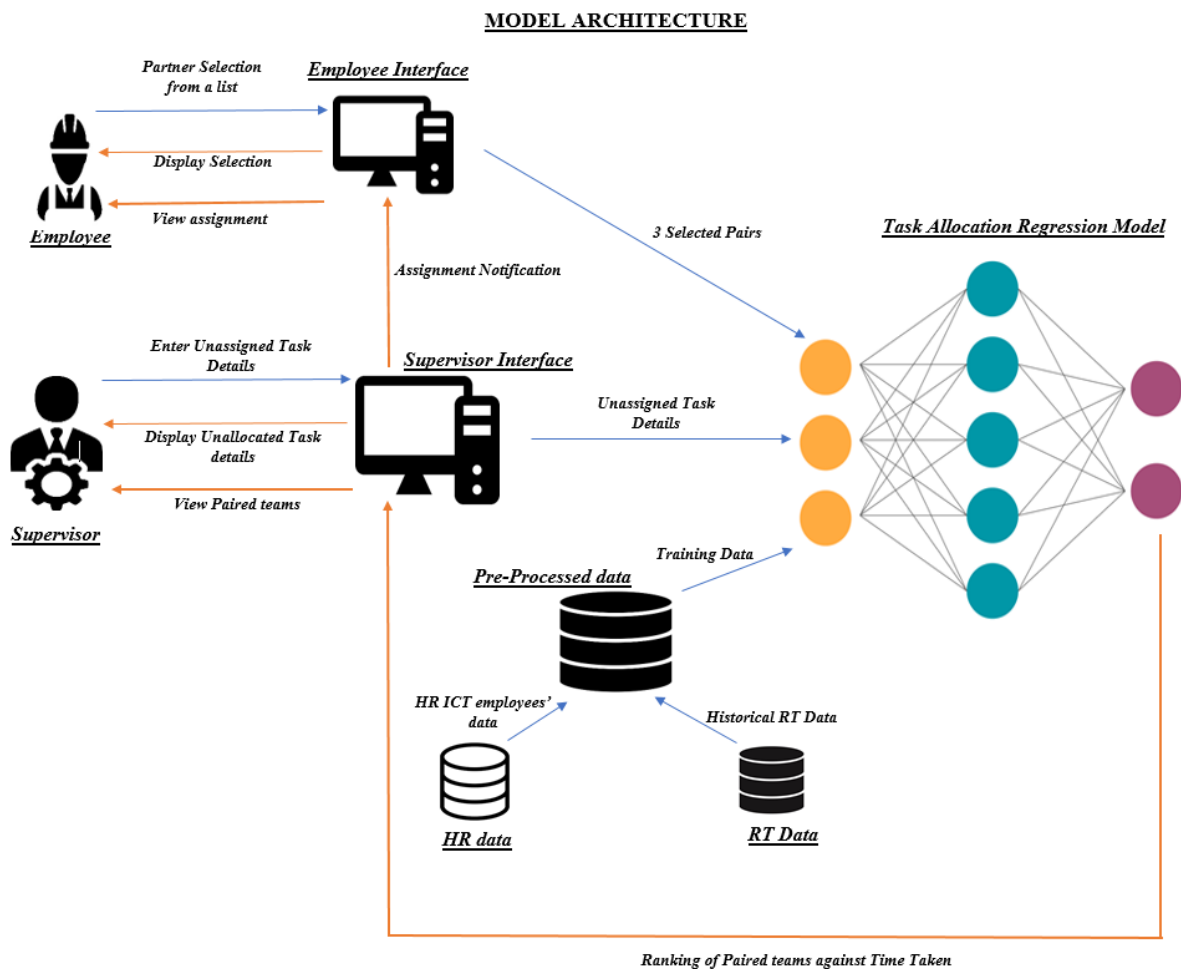 MODEL ARCHITECTURE
Partner Selection
from a list
Employee Interface
Display Selection
View assignment
Employee
3 Selected Pairs
Task Allocation Regression Model
Assignment Notification
Enter Unassigned Task
Details
Supervisor Interface
Unassigned Task
Details
Display Unallocated Task
details
View Paired teams
Supervisor
Training Data
Pre-Processed data
HR ICT employees'
data
Historical RT Data
HR data
RT Data
Ranking of Paired teams against Time Taken